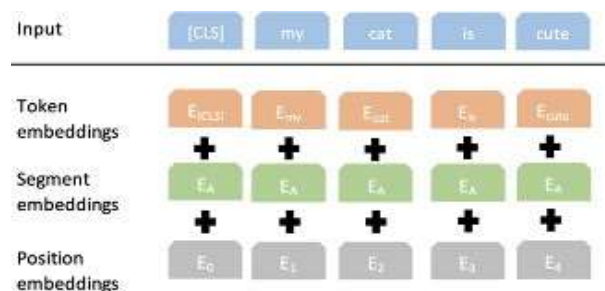 Input [CLS] my cat is cute
Token
embeddings
E[CLS] Emy Ecat Eis Ecute
Segment
embeddings
EA EA EA EA EA
Position
embeddings
E0 E1 E2 E3 E4